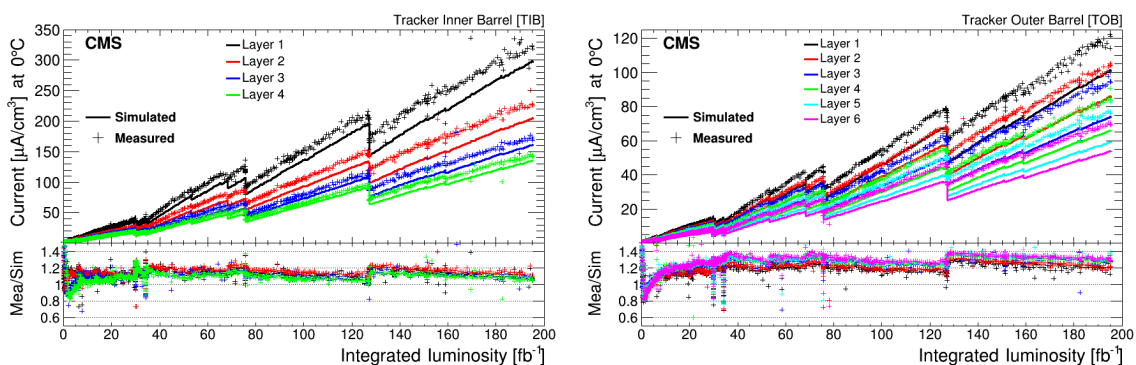 Tracker Inner Barrel [TIB]
CMS
Layer 1
Layer 2
Layer 3
Layer 4
Simulated
Measured
Current [µA/cm³] at 0°C
350
300
250
200
150
100
50
Mea/Sim
1.4
1.2
1
0.8
0.6
0 20 40 60 80 100 120 140 160 180 200
Integrated luminosity [fb⁻¹]
Tracker Outer Barrel [TOB]
CMS
Layer 1
Layer 2
Layer 3
Layer 4
Layer 5
Layer 6
Simulated
Measured
Current [µA/cm³] at 0°C
120
100
80
60
40
20
Mea/Sim
1.4
1.2
1
0.8
0.6
0 20 40 60 80 100 120 140 160 180 200
Integrated luminosity [fb⁻¹]